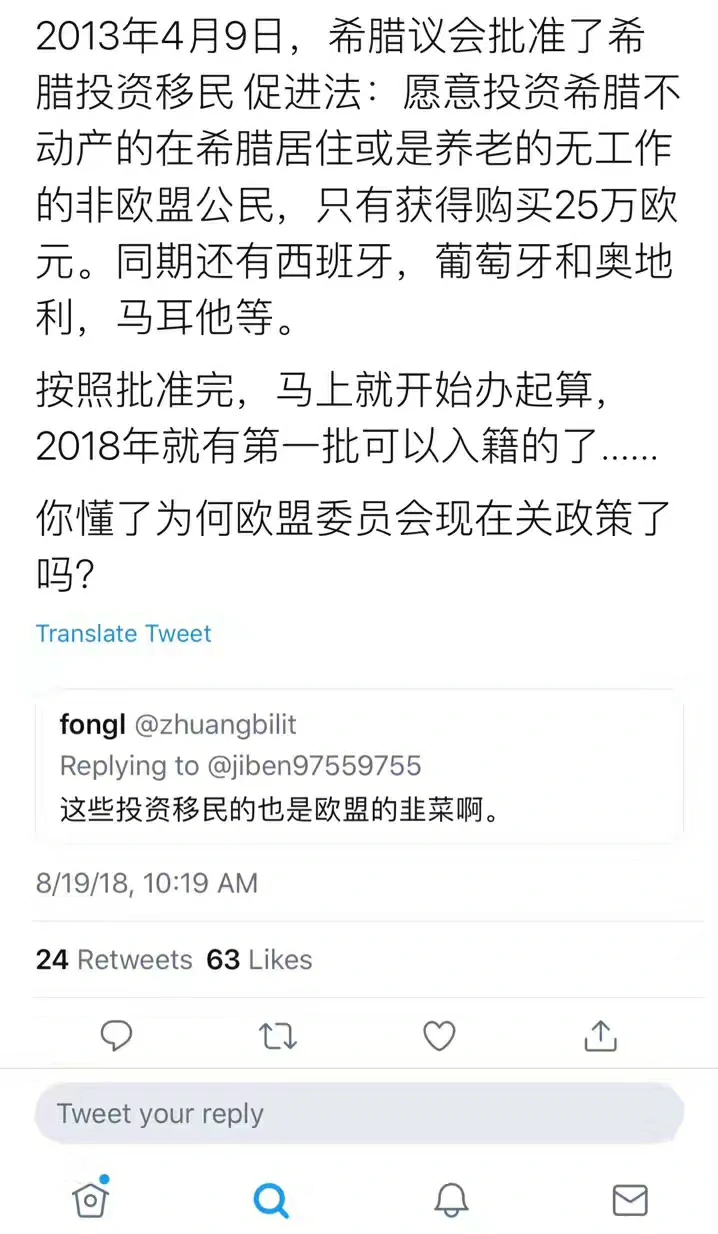 2013年4月9日，希腊议会批准了希
腊投资移民 促进法：愿意投资希腊不
动产的在希腊居住或是养老的无工作
的非欧盟公民，只有获得购买25万欧
元。同期还有西班牙，葡萄牙和奥地
利，马耳他等。
按照批准完，马上就开始办起算，
2018年就有第一批可以入籍的了......
你懂了为何欧盟委员会现在关政策了
吗?
Translate Tweet
fongl @zhuangbilit
Replying to @jiben97559755
这些投资移民的也是欧盟的韭菜啊。
8/19/18, 10:19 AM
24 Retweets 63 Likes
Tweet your reply